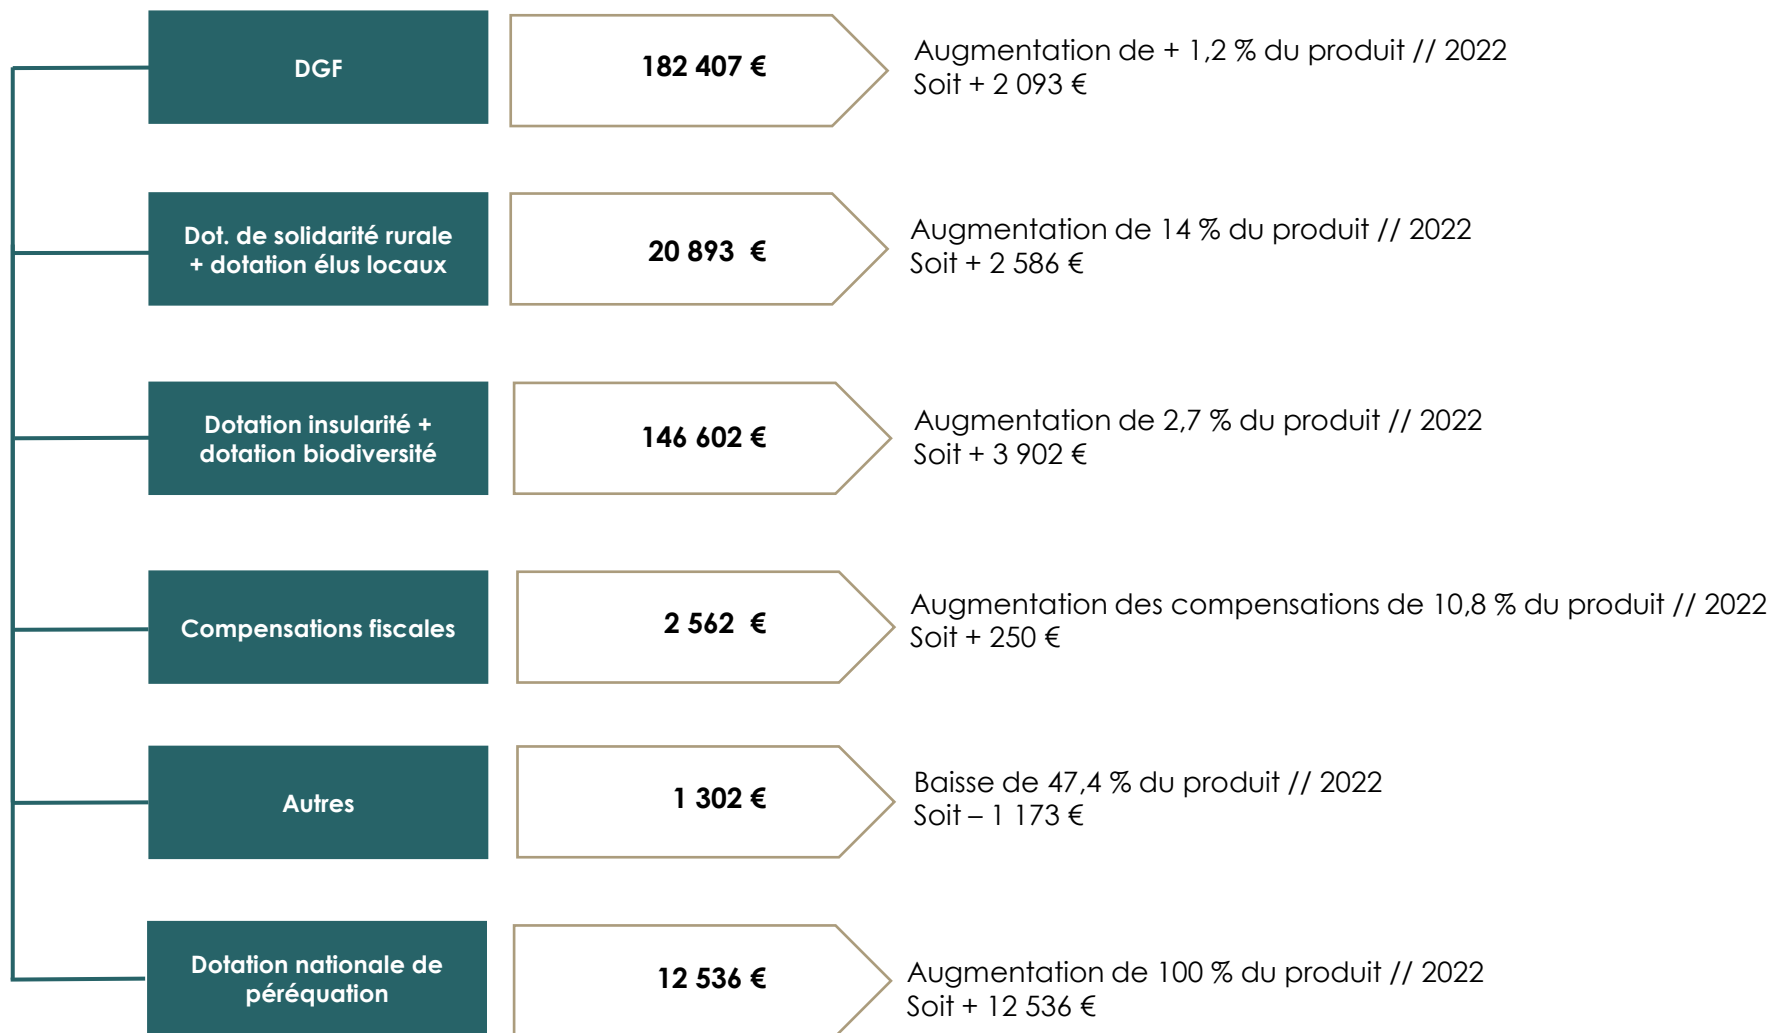 DGF
182 407 €
Augmentation de + 1,2 % du produit // 2022
Soit + 2 093 €
Dot. de solidarité rurale
+ dotation élus locaux
20 893 €
Augmentation de 14 % du produit // 2022
Soit + 2 586 €
Dotation insularité +
dotation biodiversité
146 602 €
Augmentation de 2,7 % du produit // 2022
Soit + 3 902 €
Compensations fiscales
2 562 €
Augmentation des compensations de 10,8 % du produit // 2022
Soit + 250 €
Autres
1 302 €
Baisse de 47,4 % du produit // 2022
Soit – 1 173 €
Dotation nationale de
péréquation
12 536 €
Augmentation de 100 % du produit // 2022
Soit + 12 536 €